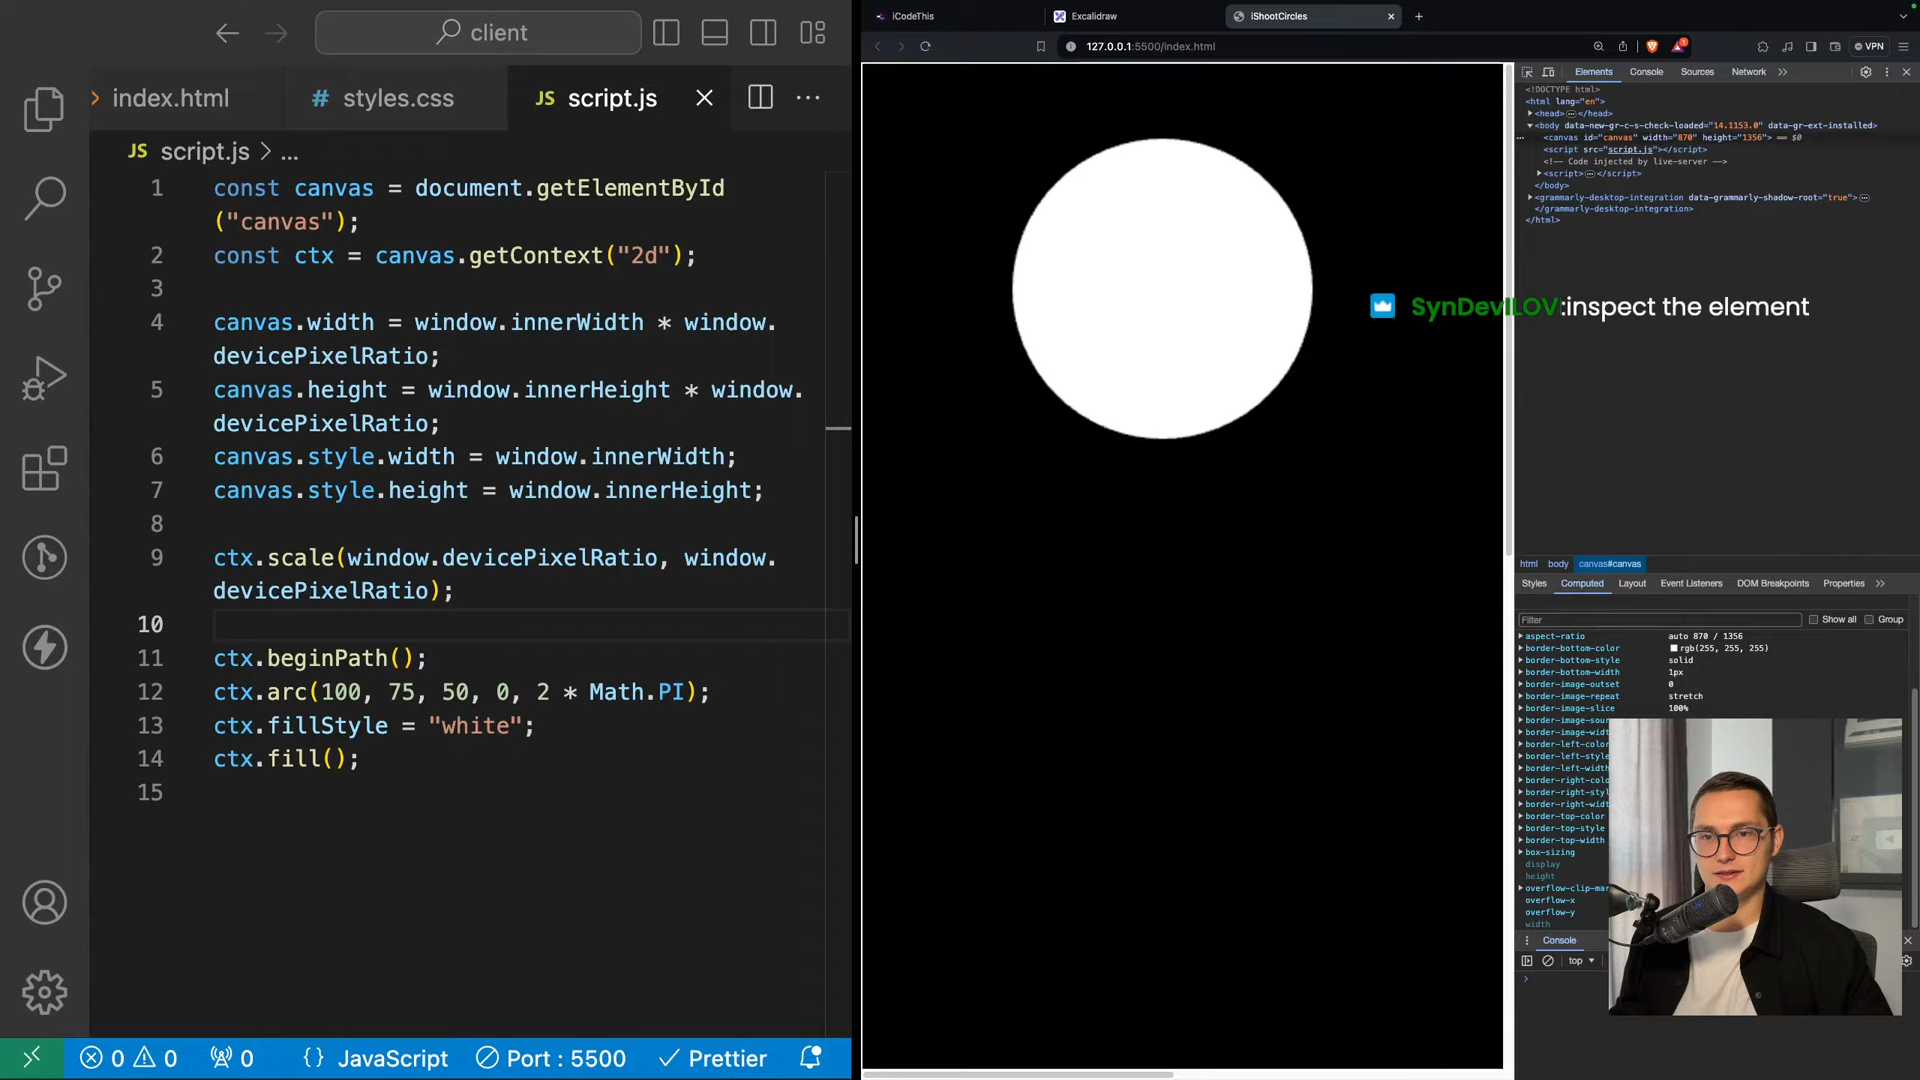 client
index.html
styles.css
script.js
script.js > ...
1 const canvas = document.getElementById
("canvas");
2 const ctx = canvas.getContext("2d");
3
4 canvas.width = window.innerWidth * window.
devicePixelRatio;
5 canvas.height = window.innerHeight * window.
devicePixelRatio;
6 canvas.style.width = window.innerWidth;
7 canvas.style.height = window.innerHeight;
8
9 ctx.scale(window.devicePixelRatio, window.
devicePixelRatio);
10
11 ctx.beginPath();
12 ctx.arc(100, 75, 50, 0, 2 * Math.PI);
13 ctx.fillStyle = "white";
14 ctx.fill();
15
0 0 0 {} JavaScript Port : 5500 Prettier
iCodeThis
Excalidraw
iShootCircles
127.0.0.1:5500/index.html
VPN
Elements Console Sources Network
<!DOCTYPE html>
<html lang="en">
<head> </head>
<body data-new-gr-c-s-check-loaded="14.1153.0" data-gr-ext-installed>
<canvas id="canvas" width="870" height="1356"> == $0
<script src="script.js"></script>
<!-- Code injected by live-server -->
<script> </script>
</body>
<grammarly-desktop-integration data-grammarly-shadow-root="true">
</grammarly-desktop-integration>
</html>
SynDevILOV:inspect the element
html body canvas#canvas
Styles Computed Layout Event Listeners DOM Breakpoints Properties
Filter Show all Group
aspect-ratio auto 870 / 1356
border-bottom-color rgb(255, 255, 255)
border-bottom-style solid
border-bottom-width 1px
border-image-outset 0
border-image-repeat stretch
border-image-slice 100%
border-image-sour
border-image-widt
border-left-color
border-left-style
border-left-width
border-right-colo
border-right-styl
border-right-widt
border-top-color
border-top-style
border-top-width
box-sizing
display
height
overflow-clip-mar
overflow-x
overflow-y
width
Console
top